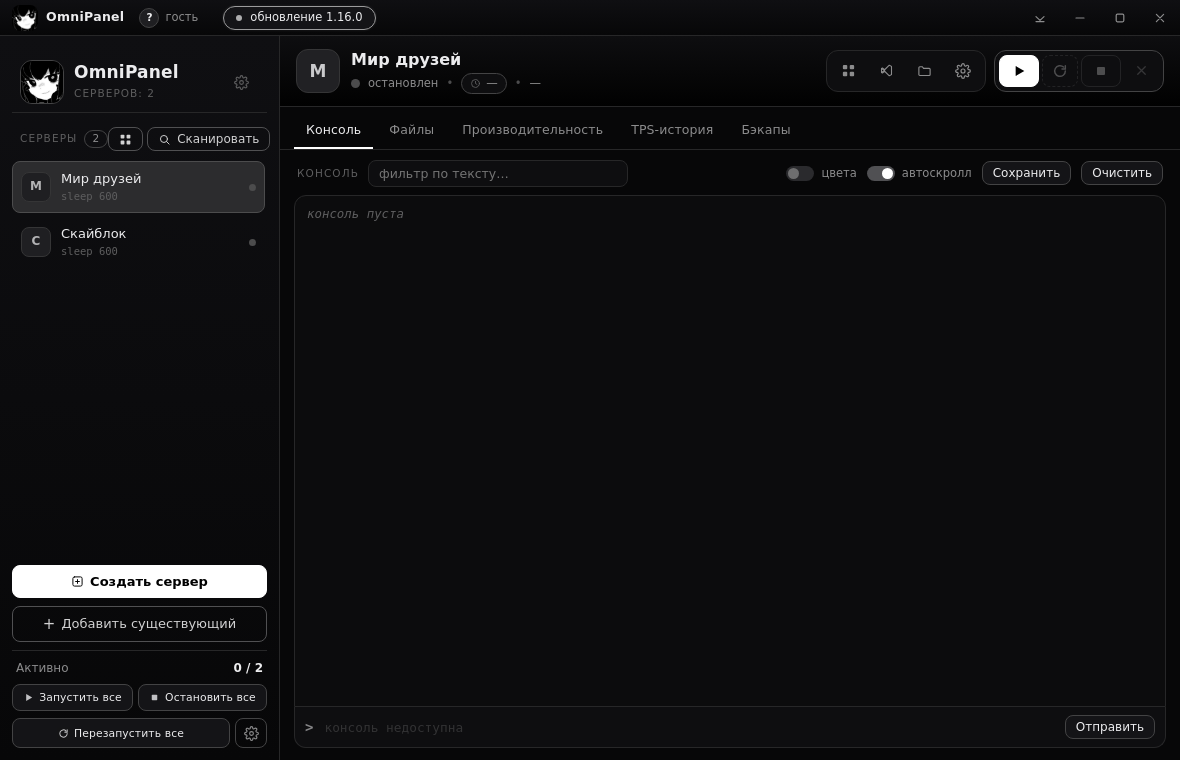 OmniPanel ? гость обновление 1.16.0
OmniPanel
СЕРВЕРОВ: 2
СЕРВЕРЫ 2 Сканировать
M Мир друзей
sleep 600
C Скайблок
sleep 600
Создать сервер
+ Добавить существующий
Активно 0 / 2
Запустить все Остановить все
Перезапустить все
M Мир друзей
остановлен • — • —
Консоль Файлы Производительность TPS-история Бэкапы
КОНСОЛЬ фильтр по тексту... цвета автоскролл Сохранить Очистить
консоль пуста
> консоль недоступна Отправить